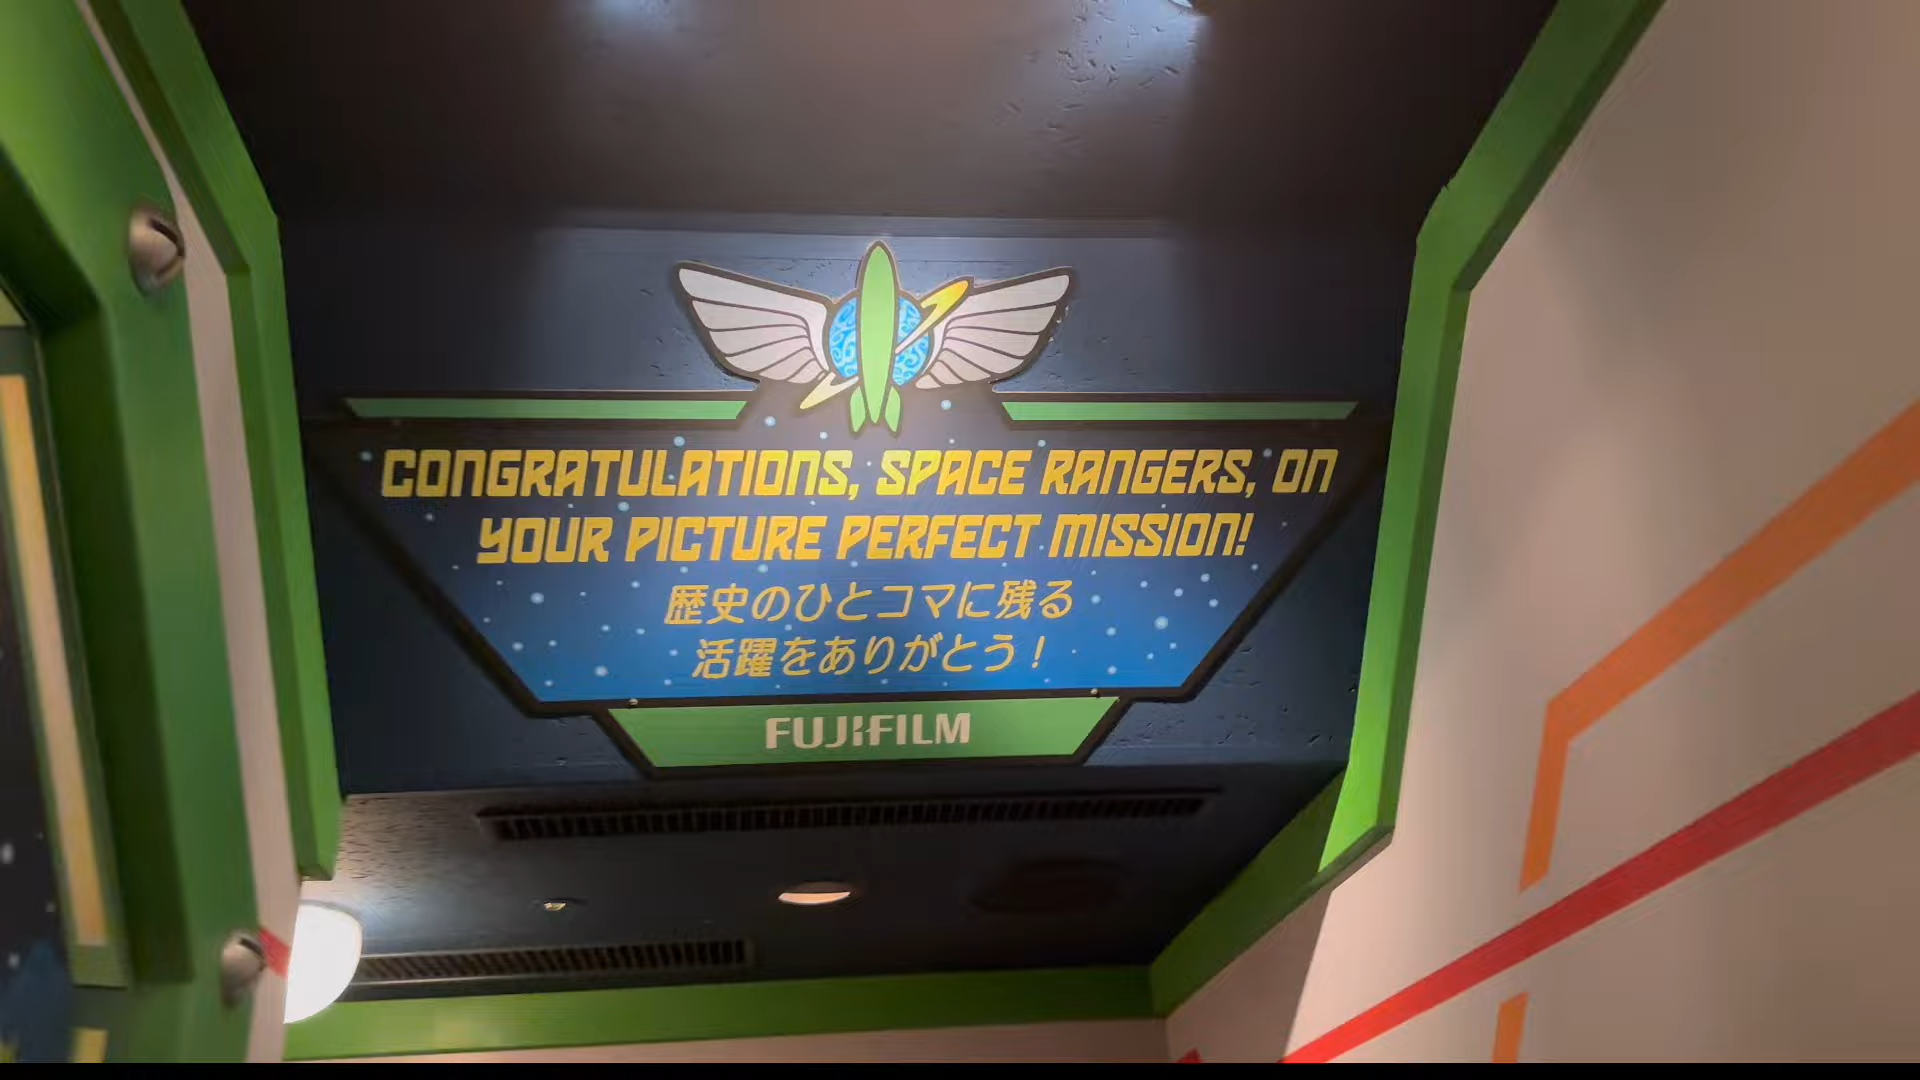 CONGRATULATIONS, SPACE RANGERS, ON
YOUR PICTURE PERFECT MISSION!
歴史のひとコマに残る
活躍をありがとう！
FUJIFILM